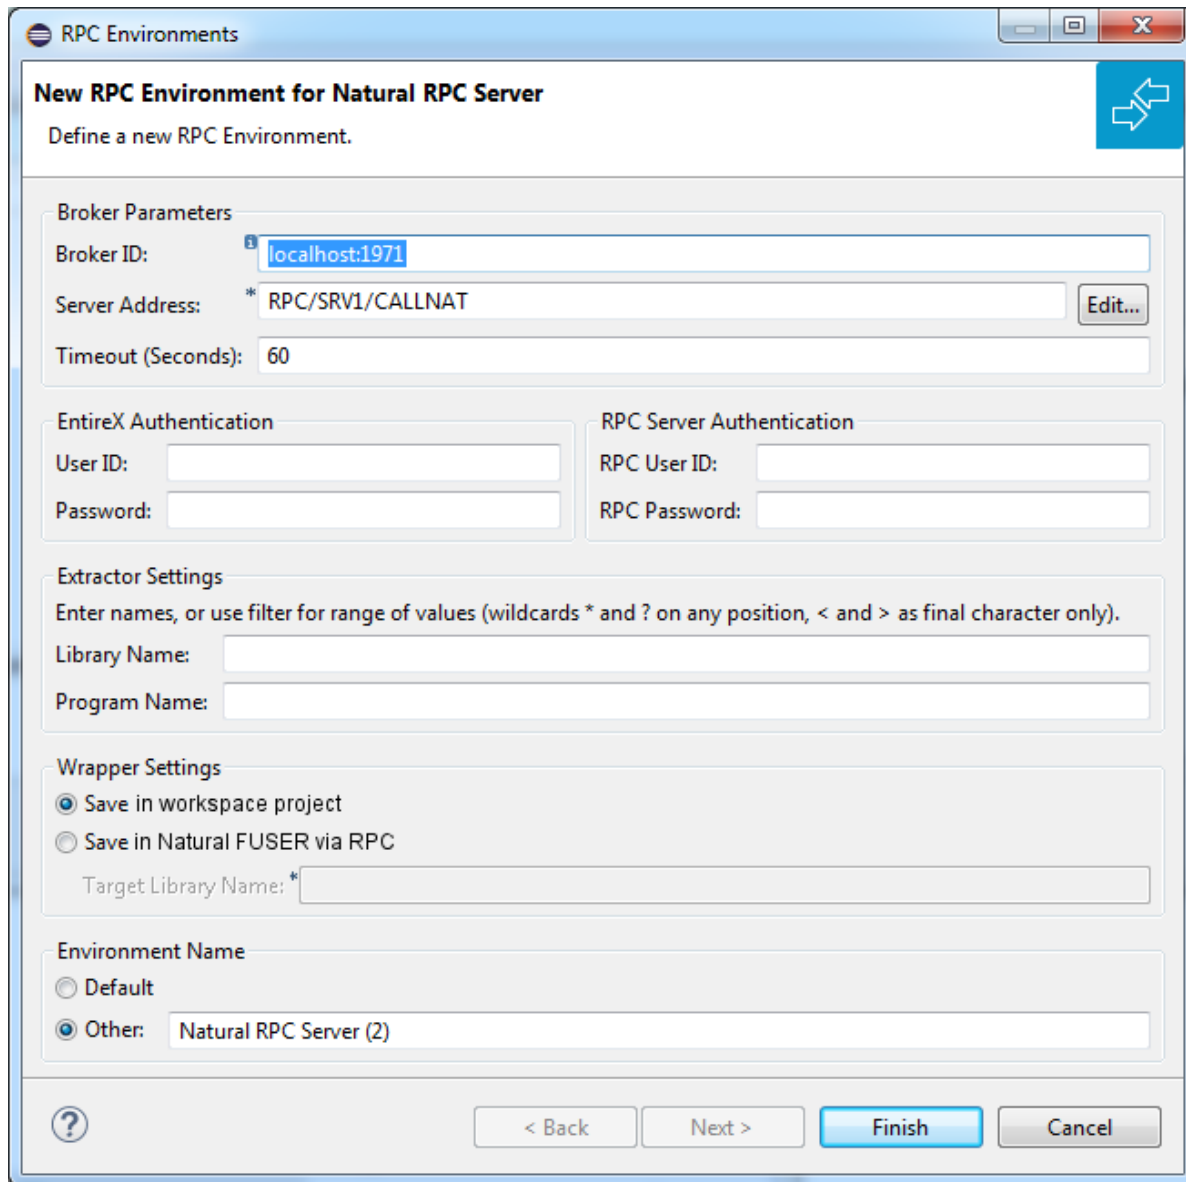 RPC Environments
New RPC Environment for Natural RPC Server
Define a new RPC Environment.
Broker Parameters
Broker ID: localhost:1971
Server Address: * RPC/SRV1/CALLNAT Edit...
Timeout (Seconds): 60
EntireX Authentication RPC Server Authentication
User ID: RPC User ID:
Password: RPC Password:
Extractor Settings
Enter names, or use filter for range of values (wildcards * and ? on any position, < and > as final character only).
Library Name:
Program Name:
Wrapper Settings
Save in workspace project
Save in Natural FUSER via RPC
Target Library Name: *
Environment Name
Default
Other: Natural RPC Server (2)
? < Back Next > Finish Cancel